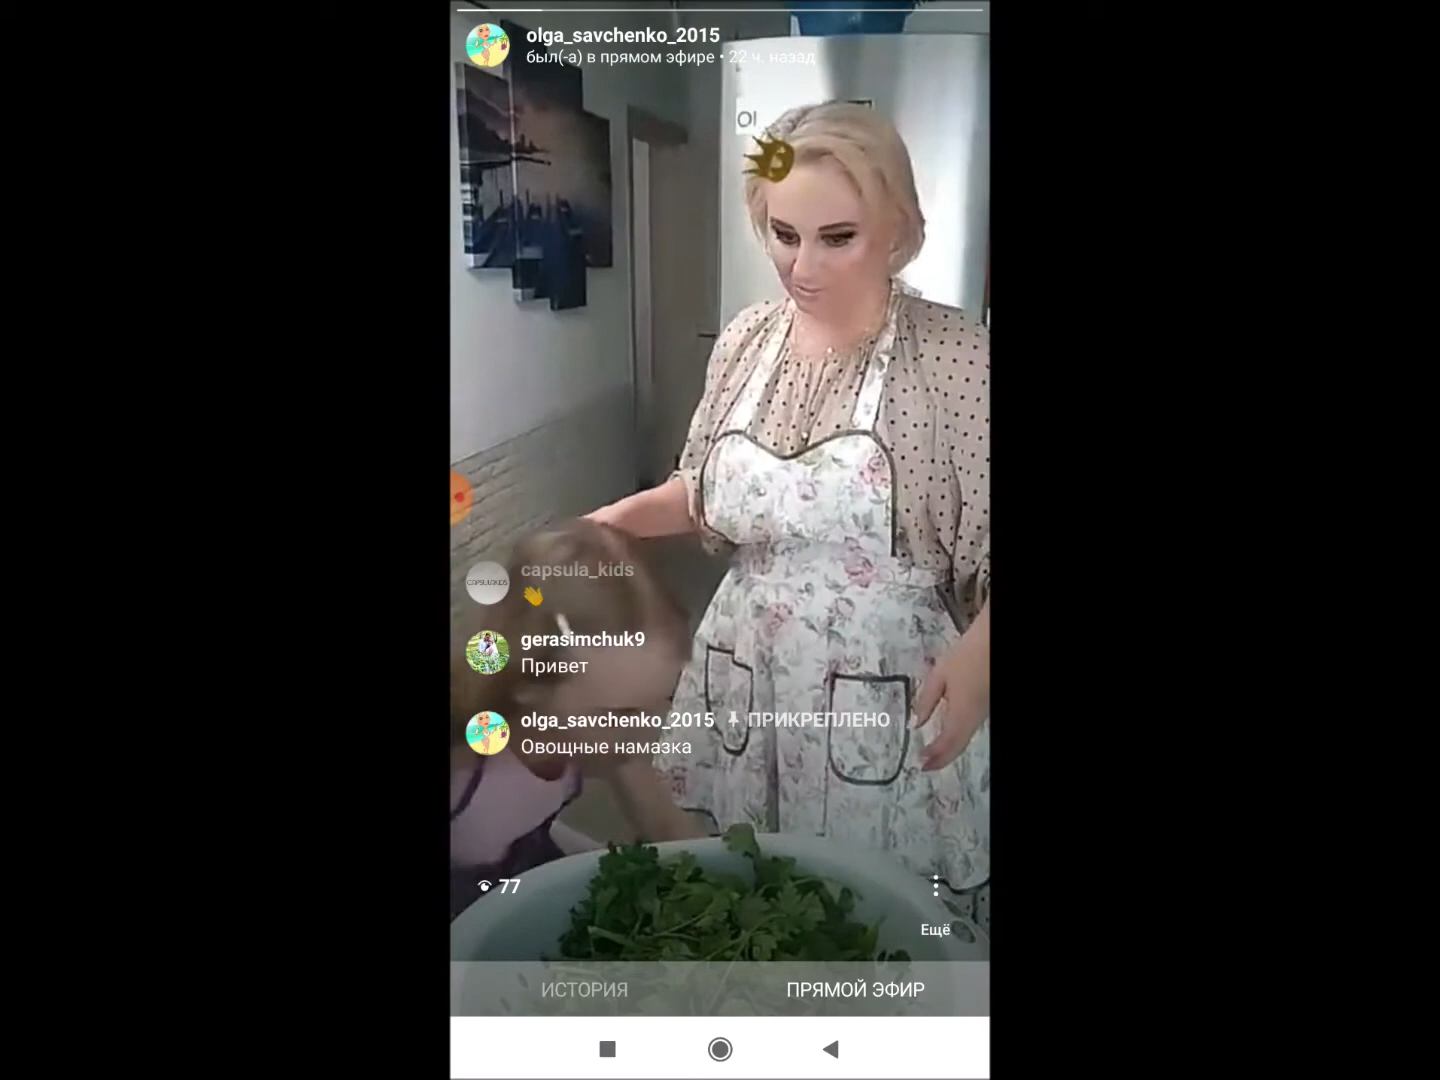 olga_savchenko_2015
был(-а) в прямом эфире • 22 ч. назад
capsula_kids
👋
gerasimchuk9
Привет
olga_savchenko_2015 ПРИКРЕПЛЕНО
Овощные намазка
77
Ещё
ИСТОРИЯ
ПРЯМОЙ ЭФИР